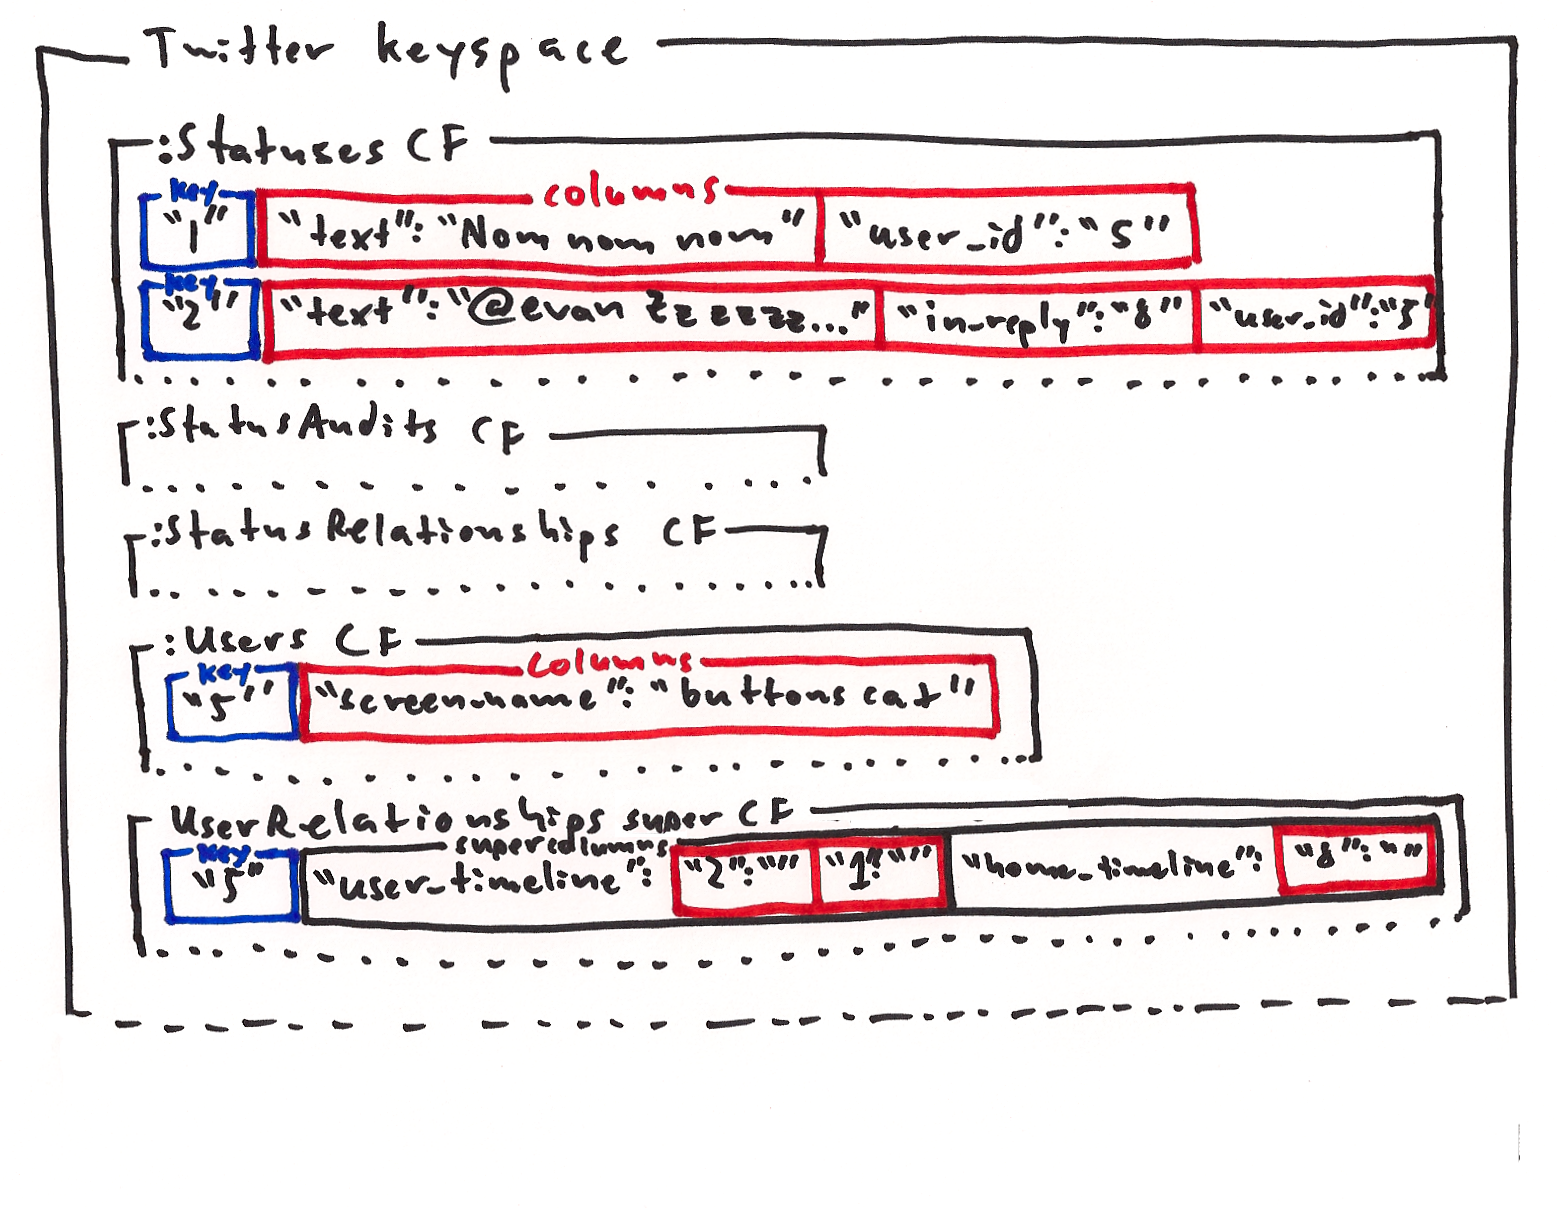 Twitter keyspace
:Statuses CF
key columns
"1" "text": "Nom nom nom" "user_id": "5"
key
"2" "text": "@evan Zzzzzz..." "in_reply": "8" "user_id": "5"
:StatusAudits CF
:StatusRelationships CF
:Users CF
key columns
"5" "screen_name": "buttons cat"
UserRelationships super CF
key supercolumns
"5" "user_timeline": "2": "" "1": "" "home_timeline": "8": ""